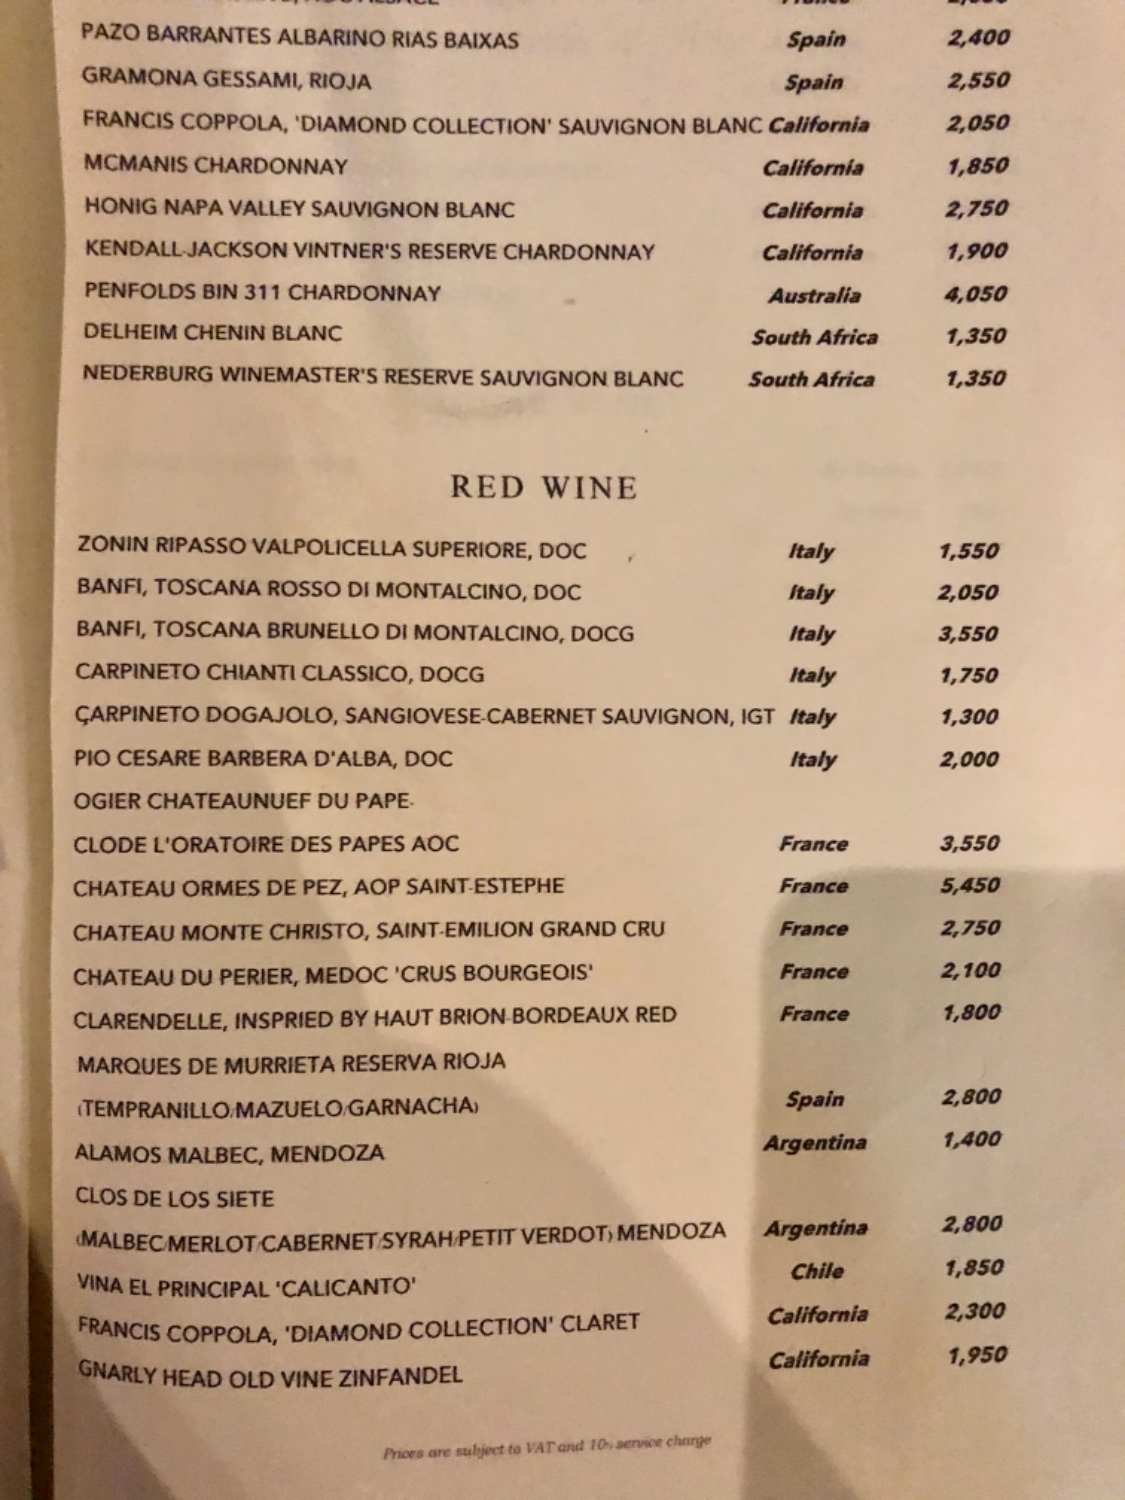 PAZO BARRANTES ALBARINO RIAS BAIXAS Spain 2,400
GRAMONA GESSAMI, RIOJA Spain 2,550
FRANCIS COPPOLA, 'DIAMOND COLLECTION' SAUVIGNON BLANC California 2,050
MCMANIS CHARDONNAY California 1,850
HONIG NAPA VALLEY SAUVIGNON BLANC California 2,750
KENDALL-JACKSON VINTNER'S RESERVE CHARDONNAY California 1,900
PENFOLDS BIN 311 CHARDONNAY Australia 4,050
DELHEIM CHENIN BLANC South Africa 1,350
NEDERBURG WINEMASTER'S RESERVE SAUVIGNON BLANC South Africa 1,350
RED WINE
ZONIN RIPASSO VALPOLICELLA SUPERIORE, DOC Italy 1,550
BANFI, TOSCANA ROSSO DI MONTALCINO, DOC Italy 2,050
BANFI, TOSCANA BRUNELLO DI MONTALCINO, DOCG Italy 3,550
CARPINETO CHIANTI CLASSICO, DOCG Italy 1,750
CARPINETO DOGAJOLO, SANGIOVESE-CABERNET SAUVIGNON, IGT Italy 1,300
PIO CESARE BARBERA D'ALBA, DOC Italy 2,000
OGIER CHATEAUNUEF DU PAPE-
CLODE L'ORATOIRE DES PAPES AOC France 3,550
CHATEAU ORMES DE PEZ, AOP SAINT-ESTEPHE France 5,450
CHATEAU MONTE CHRISTO, SAINT-EMILION GRAND CRU France 2,750
CHATEAU DU PERIER, MEDOC 'CRUS BOURGEOIS' France 2,100
CLARENDELLE, INSPRIED BY HAUT BRION-BORDEAUX RED France 1,800
MARQUES DE MURRIETA RESERVA RIOJA
(TEMPRANILLO/MAZUELO/GARNACHA) Spain 2,800
ALAMOS MALBEC, MENDOZA Argentina 1,400
CLOS DE LOS SIETE
(MALBEC/MERLOT/CABERNET/SYRAH/PETIT VERDOT) MENDOZA Argentina 2,800
VINA EL PRINCIPAL 'CALICANTO' Chile 1,850
FRANCIS COPPOLA, 'DIAMOND COLLECTION' CLARET California 2,300
GNARLY HEAD OLD VINE ZINFANDEL California 1,950
Prices are subject to VAT and 10% service charge